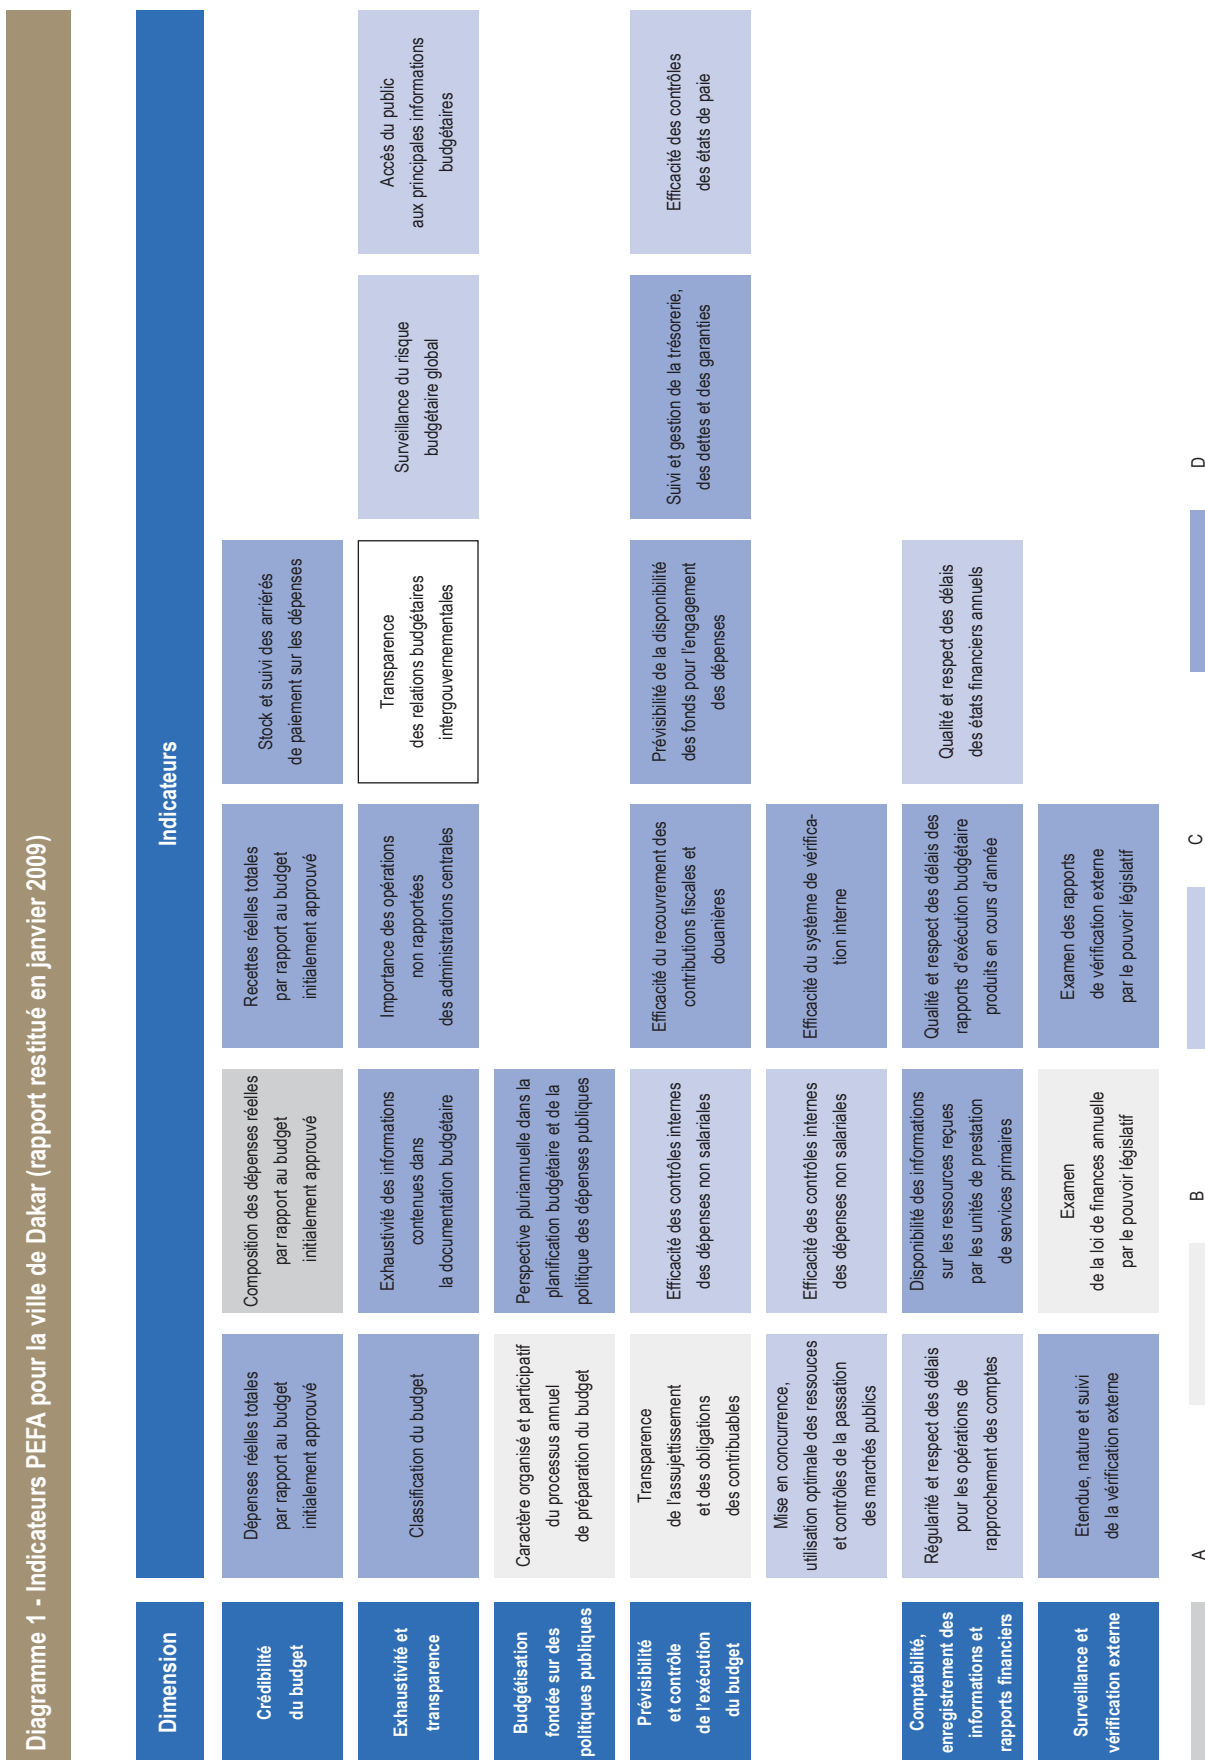 Diagramme 1 - Indicateurs PEFA pour la ville de Dakar (rapport restitué en janvier 2009)
Dimension
Indicateurs
Crédibilité
du budget
Dépenses réelles totales
par rapport au budget
initialement approuvé
Composition des dépenses réelles
par rapport au budget
initialement approuvé
Recettes réelles totales
par rapport au budget
initialement approuvé
Stock et suivi des arriérés
de paiement sur les dépenses
Exhaustivité et
transparence
Classification du budget
Exhaustivité des informations
contenues dans
la documentation budgétaire
Importance des opérations
non rapportées
des administrations centrales
Transparence
des relations budgétaires
intergouvernementales
Surveillance du risque
budgétaire global
Accès du public
aux principales informations
budgétaires
Budgétisation
fondée sur des
politiques publiques
Caractère organisé et participatif
du processus annuel
de préparation du budget
Perspective pluriannuelle dans la
planification budgétaire et de la
politique des dépenses publiques
Prévisibilité
et contrôle
de l'exécution
du budget
Transparence
de l'assujettissement
et des obligations
des contribuables
Efficacité des contrôles internes
des dépenses non salariales
Efficacité du recouvrement des
contributions fiscales et
douanières
Prévisibilité de la disponibilité
des fonds pour l'engagement
des dépenses
Suivi et gestion de la trésorerie,
des dettes et des garanties
Efficacité des contrôles
des états de paie
Mise en concurrence,
utilisation optimale des ressouces
et contrôles de la passation
des marchés publics
Efficacité des contrôles internes
des dépenses non salariales
Efficacité du système de vérifica-
tion interne
Comptabilité,
enregistrement des
informations et
rapports financiers
Régularité et respect des délais
pour les opérations de
rapprochement des comptes
Disponibilité des informations
sur les ressources reçues
par les unités de prestation
de services primaires
Qualité et respect des délais des
rapports d'exécution budgétaire
produits en cours d'année
Qualité et respect des délais
des états financiers annuels
Surveillance et
vérification externe
Etendue, nature et suivi
de la vérification externe
Examen
de la loi de finances annuelle
par le pouvoir législatif
Examen des rapports
de vérification externe
par le pouvoir législatif
A
B
C
D